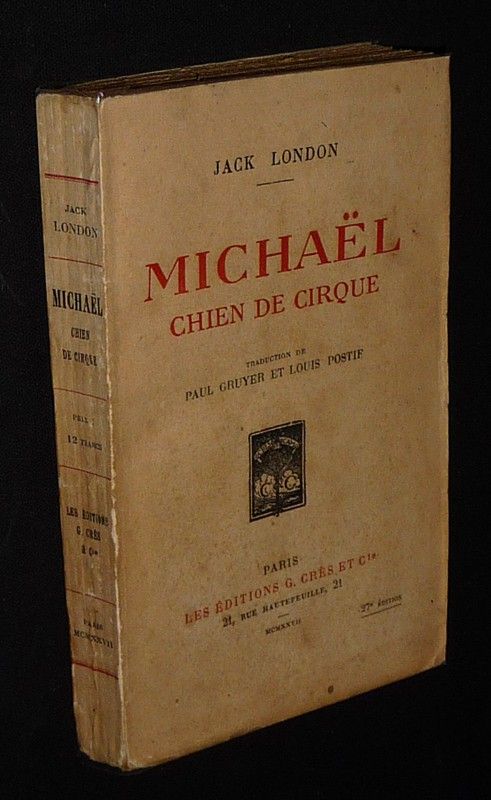 JACK LONDON
MICHAËL
CHIEN DE CIRQUE
TRADUCTION DE
PAUL GRUYER ET LOUIS POSTIF
PARIS
LES ÉDITIONS G. CRÈS ET Cie
21, RUE HAUTEFEUILLE, 21
MCMXXVII
27e ÉDITION
JACK
LONDON
MICHAËL
CHIEN
DE CIRQUE
PRIX :
12 FRANCS
LES ÉDITIONS
G. CRÈS
& Cie
PARIS
MCMXXVII